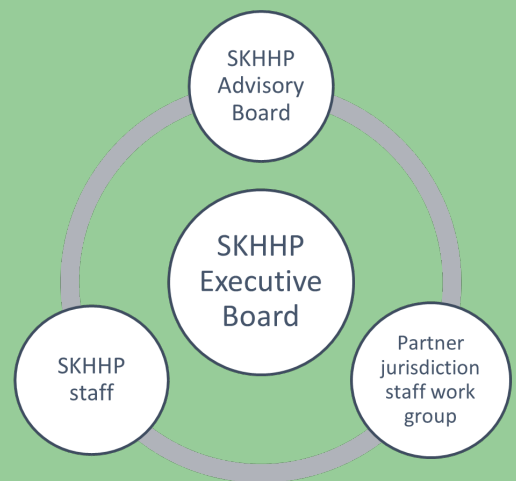 SKHHP
Advisory
Board
SKHHP
Executive
Board
SKHHP
staff
Partner
jurisdiction
staff work
group